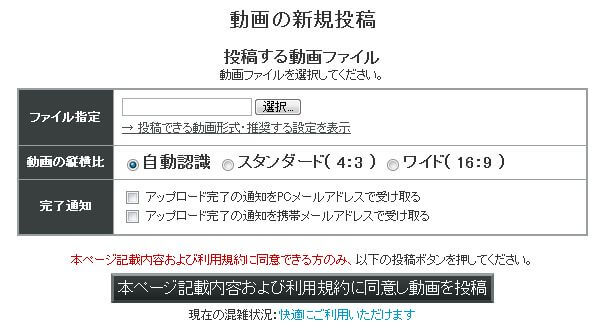 動画の新規投稿
投稿する動画ファイル
動画ファイルを選択してください。
ファイル指定
選択...
→ 投稿できる動画形式・推奨する設定を表示
動画の縦横比
自動認識 スタンダード( 4:3 ) ワイド( 16:9 )
完了通知
アップロード完了の通知をPCメールアドレスで受け取る
アップロード完了の通知を携帯メールアドレスで受け取る
本ページ記載内容および利用規約に同意できる方のみ、以下の投稿ボタンを押してください。
本ページ記載内容および利用規約に同意し動画を投稿
現在の混雑状況: 快適にご利用いただけます